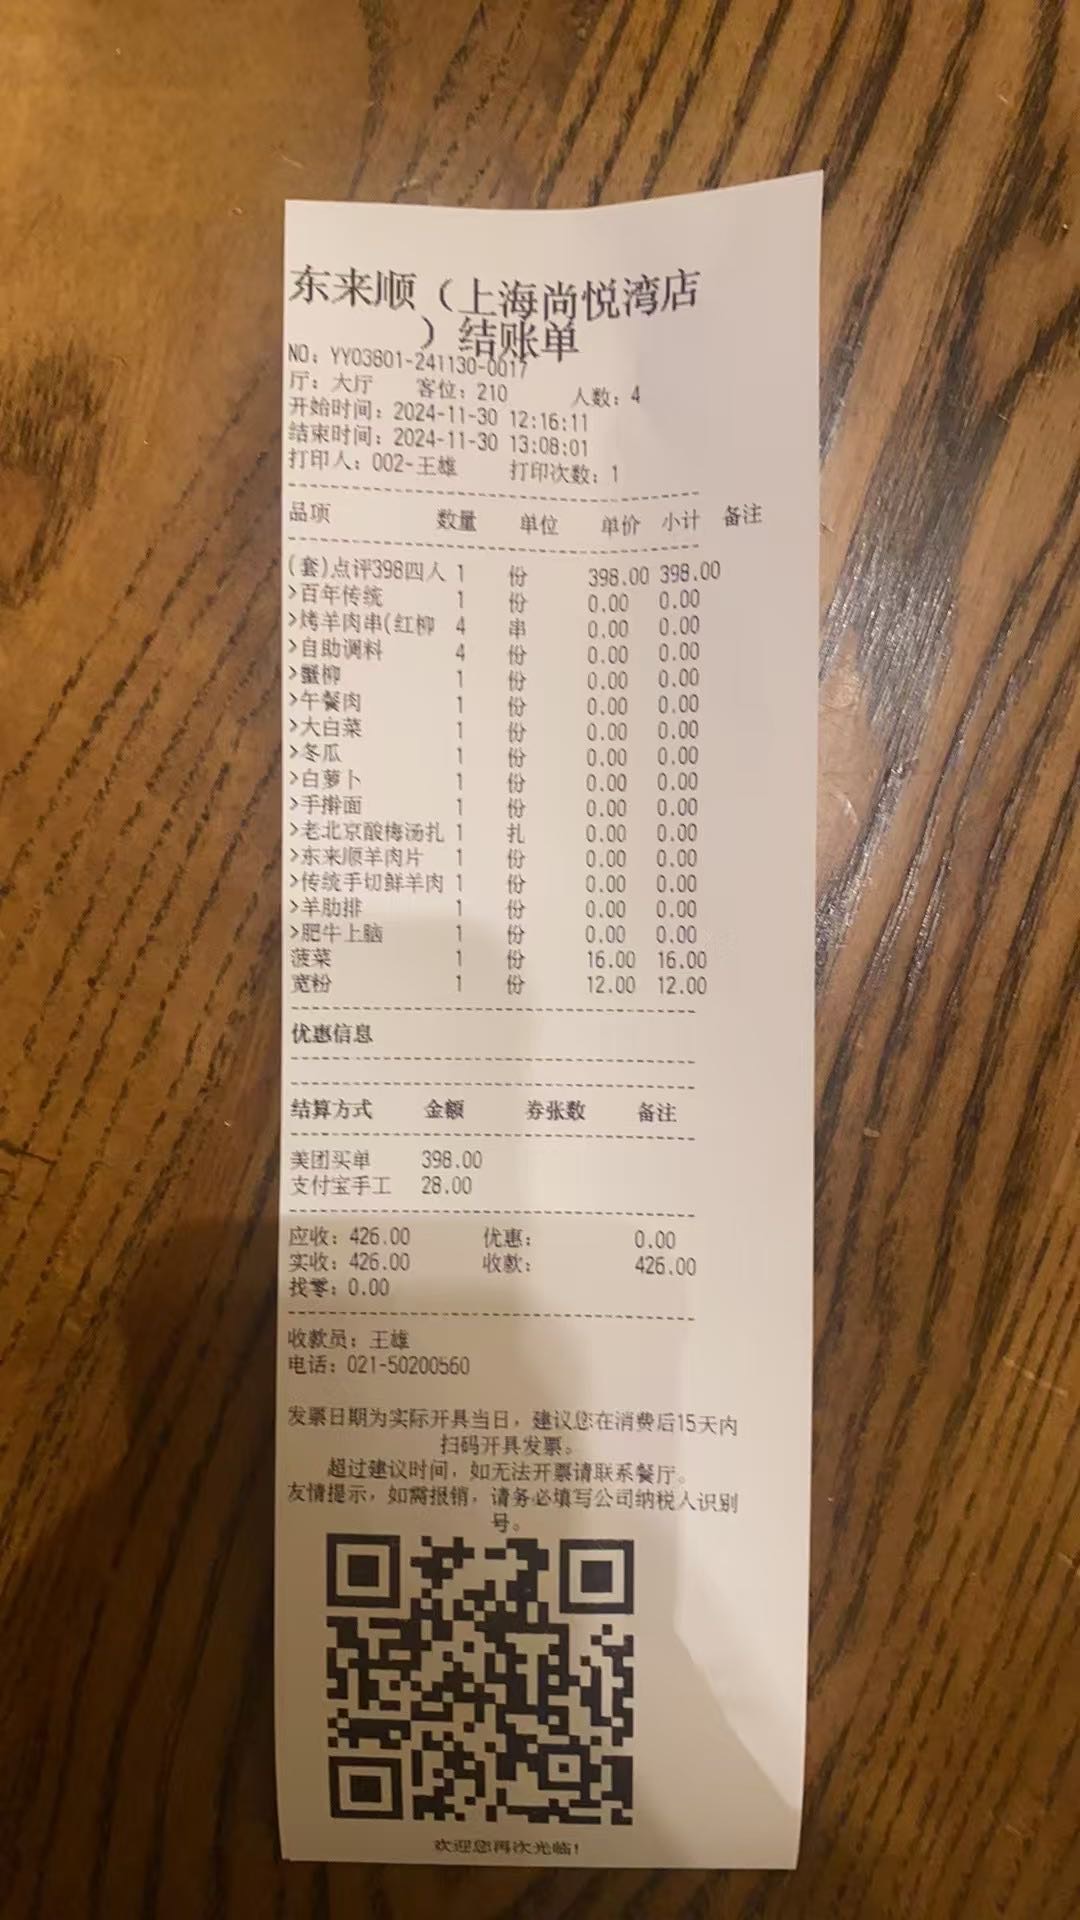 东来顺（上海尚悦湾店
）结账单
NO：YY03801-241130-0017
厅：大厅 客位：210 人数：4
开始时间：2024-11-30 12:16:11
结束时间：2024-11-30 13:08:01
打印人：002-王雄 打印次数：1
品项 数量 单位 单价 小计 备注
(套)点评398四人 1 份 398.00 398.00
>百年传统 1 份 0.00 0.00
>烤羊肉串(红柳 4 串 0.00 0.00
>自助调料 4 份 0.00 0.00
>蟹柳 1 份 0.00 0.00
>午餐肉 1 份 0.00 0.00
>大白菜 1 份 0.00 0.00
>冬瓜 1 份 0.00 0.00
>白萝卜 1 份 0.00 0.00
>手擀面 1 份 0.00 0.00
>老北京酸梅汤扎 1 扎 0.00 0.00
>东来顺羊肉片 1 份 0.00 0.00
>传统手切鲜羊肉 1 份 0.00 0.00
>羊肋排 1 份 0.00 0.00
>肥牛上脑 1 份 0.00 0.00
菠菜 1 份 16.00 16.00
宽粉 1 份 12.00 12.00
优惠信息
结算方式 金额 券张数 备注
美团买单 398.00
支付宝手工 28.00
应收：426.00 优惠： 0.00
实收：426.00 收款： 426.00
找零：0.00
收款员：王雄
电话：021-50200560
发票日期为实际开具当日，建议您在消费后15天内
扫码开具发票。
超过建议时间，如无法开票请联系餐厅。
友情提示，如需报销，请务必填写公司纳税人识别
号。
欢迎您再次光临！